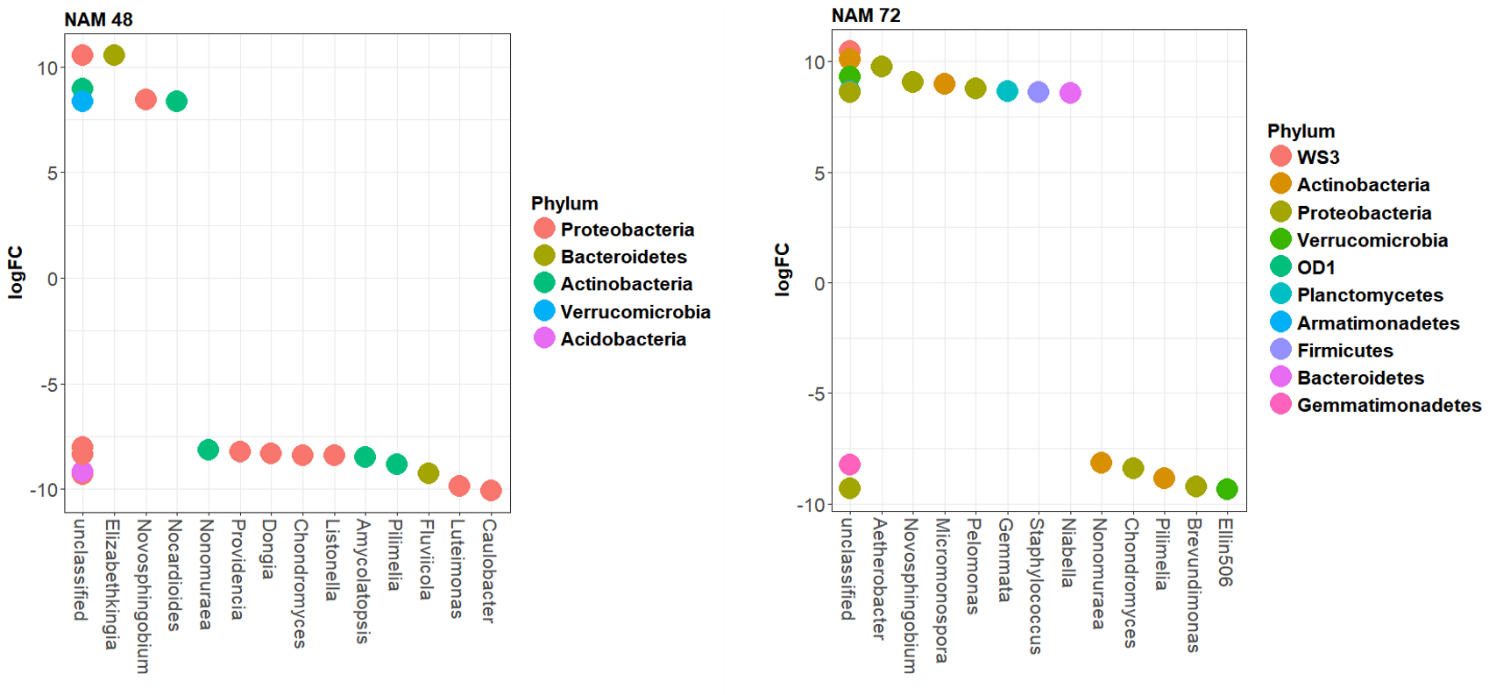 NAM 48
logFC
10
5
0
-5
-10
unclassified
Elizabethkingia
Novosphingobium
Nocardioides
Nonomuraea
Providencia
Dongia
Chondromyces
Listonella
Amycolatopsis
Pilimelia
Fluviicola
Luteimonas
Caulobacter
Phylum
Proteobacteria
Bacteroidetes
Actinobacteria
Verrucomicrobia
Acidobacteria
NAM 72
logFC
10
5
0
-5
-10
unclassified
Aetherobacter
Novosphingobium
Micromonospora
Pelomonas
Gemmata
Staphylococcus
Niabella
Nonomuraea
Chondromyces
Pilimelia
Brevundimonas
Ellin506
Phylum
WS3
Actinobacteria
Proteobacteria
Verrucomicrobia
OD1
Planctomycetes
Armatimonadetes
Firmicutes
Bacteroidetes
Gemmatimonadetes